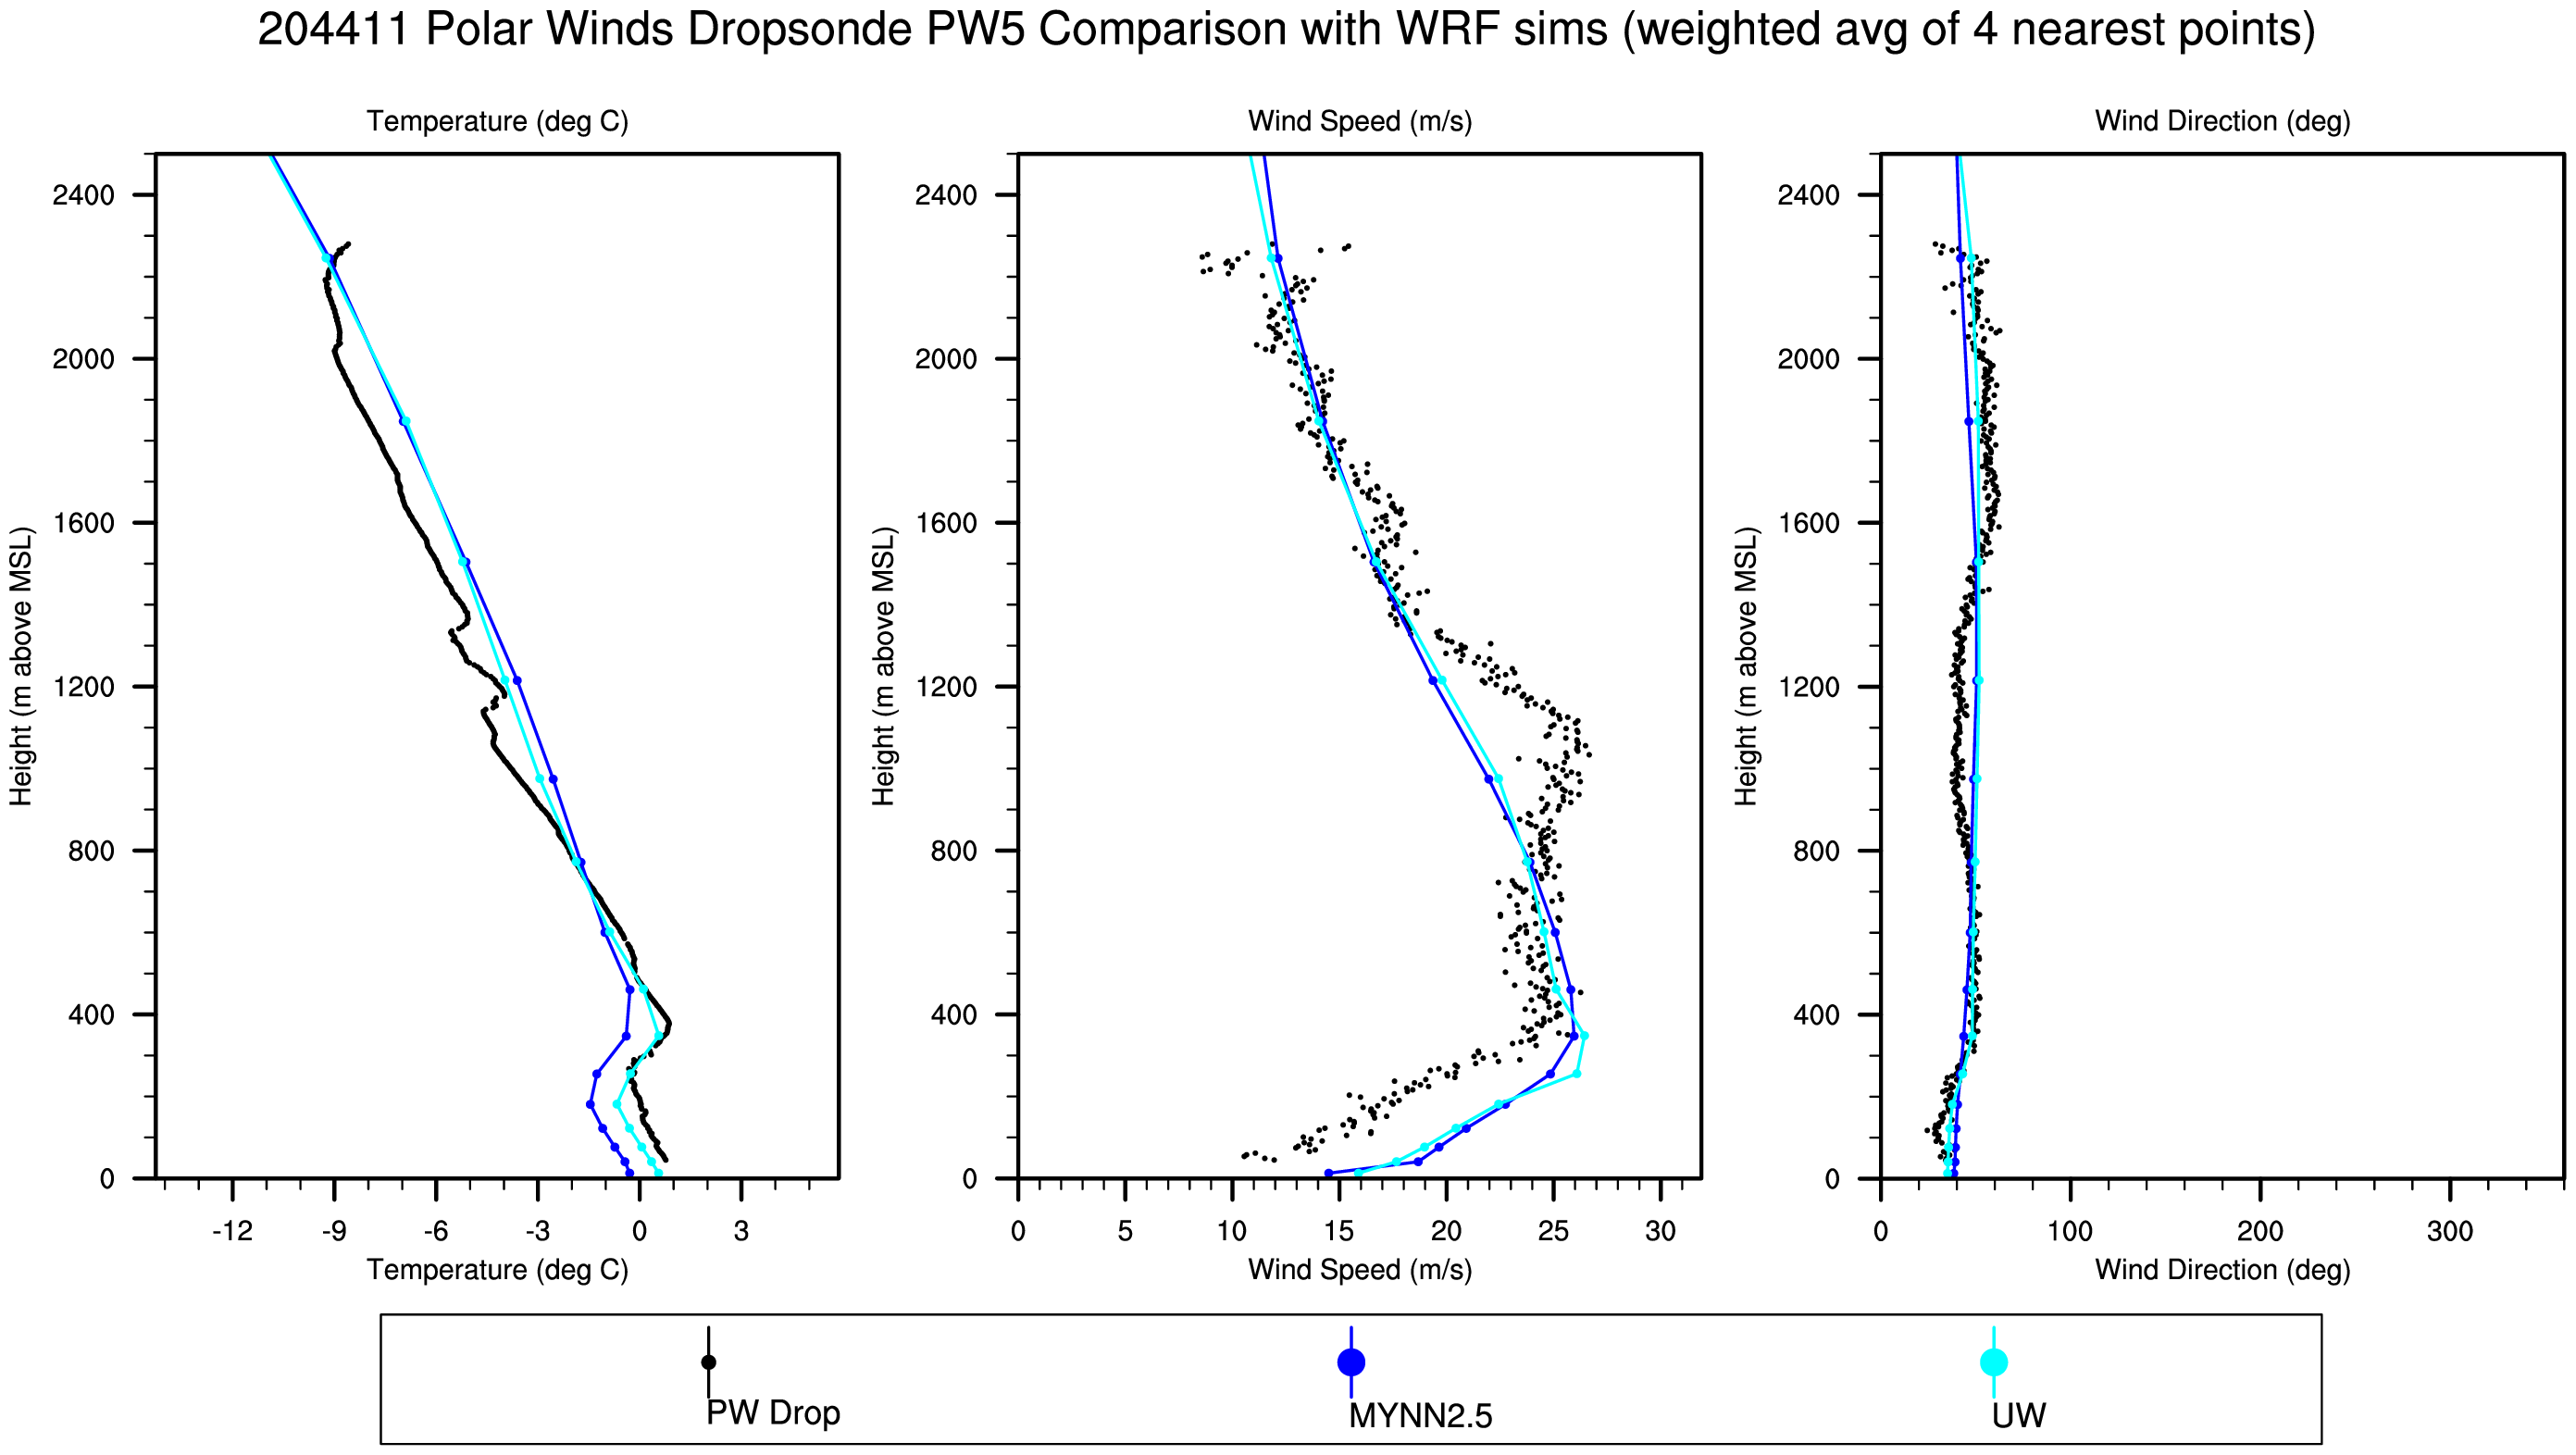 204411 Polar Winds Dropsonde PW5 Comparison with WRF sims (weighted avg of 4 nearest points)
Temperature (deg C)
Wind Speed (m/s)
Wind Direction (deg)
Height (m above MSL)
2400
2000
1600
1200
800
400
0
-12 -9 -6 -3 0 3
Temperature (deg C)
Height (m above MSL)
2400
2000
1600
1200
800
400
0
0 5 10 15 20 25 30
Wind Speed (m/s)
Height (m above MSL)
2400
2000
1600
1200
800
400
0
0 100 200 300
Wind Direction (deg)
PW Drop
MYNN2.5
UW